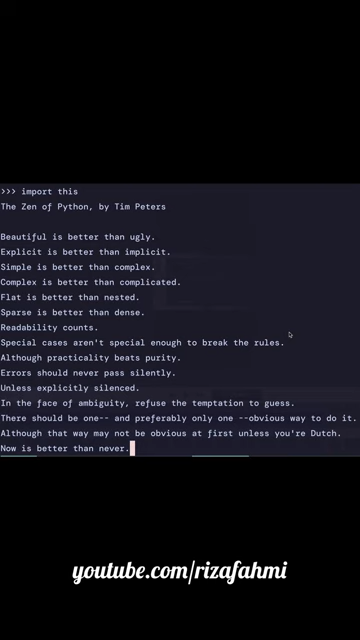 >>> import this
The Zen of Python, by Tim Peters
Beautiful is better than ugly.
Explicit is better than implicit.
Simple is better than complex.
Complex is better than complicated.
Flat is better than nested.
Sparse is better than dense.
Readability counts.
Special cases aren't special enough to break the rules.
Although practicality beats purity.
Errors should never pass silently.
Unless explicitly silenced.
In the face of ambiguity, refuse the temptation to guess.
There should be one-- and preferably only one --obvious way to do it.
Although that way may not be obvious at first unless you're Dutch.
Now is better than never.
youtube.com/rizafahmi